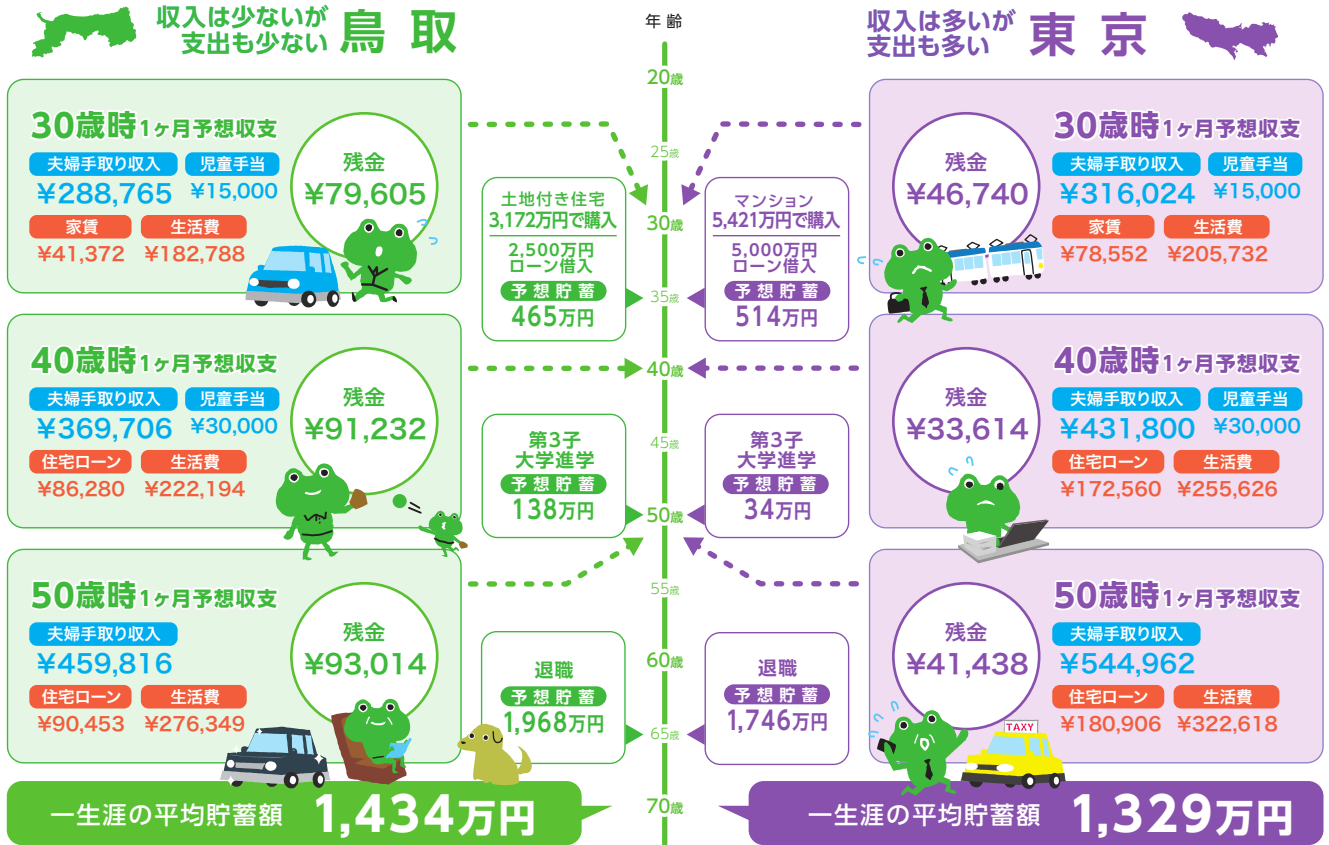 収入は少ないが
支出も少ない 鳥取
年齢
収入は多いが
支出も多い 東京
30歳時1ヶ月予想収支
夫婦手取り収入 児童手当
¥288,765 ¥15,000
家賃 生活費
¥41,372 ¥182,788
残金
¥79,605
40歳時1ヶ月予想収支
夫婦手取り収入 児童手当
¥369,706 ¥30,000
住宅ローン 生活費
¥86,280 ¥222,194
残金
¥91,232
50歳時1ヶ月予想収支
夫婦手取り収入
¥459,816
住宅ローン 生活費
¥90,453 ¥276,349
残金
¥93,014
土地付き住宅
3,172万円で購入
2,500万円
ローン借入
予想貯蓄
465万円
第3子
大学進学
予想貯蓄
138万円
退職
予想貯蓄
1,968万円
20歳
25歳
30歳
35歳
40歳
45歳
50歳
55歳
60歳
65歳
70歳
マンション
5,421万円で購入
5,000万円
ローン借入
予想貯蓄
514万円
第3子
大学進学
予想貯蓄
34万円
退職
予想貯蓄
1,746万円
30歳時1ヶ月予想収支
残金
¥46,740
夫婦手取り収入 児童手当
¥316,024 ¥15,000
家賃 生活費
¥78,552 ¥205,732
40歳時1ヶ月予想収支
残金
¥33,614
夫婦手取り収入 児童手当
¥431,800 ¥30,000
住宅ローン 生活費
¥172,560 ¥255,626
50歳時1ヶ月予想収支
残金
¥41,438
夫婦手取り収入
¥544,962
住宅ローン 生活費
¥180,906 ¥322,618
TAXY
一生涯の平均貯蓄額 1,434万円
一生涯の平均貯蓄額 1,329万円